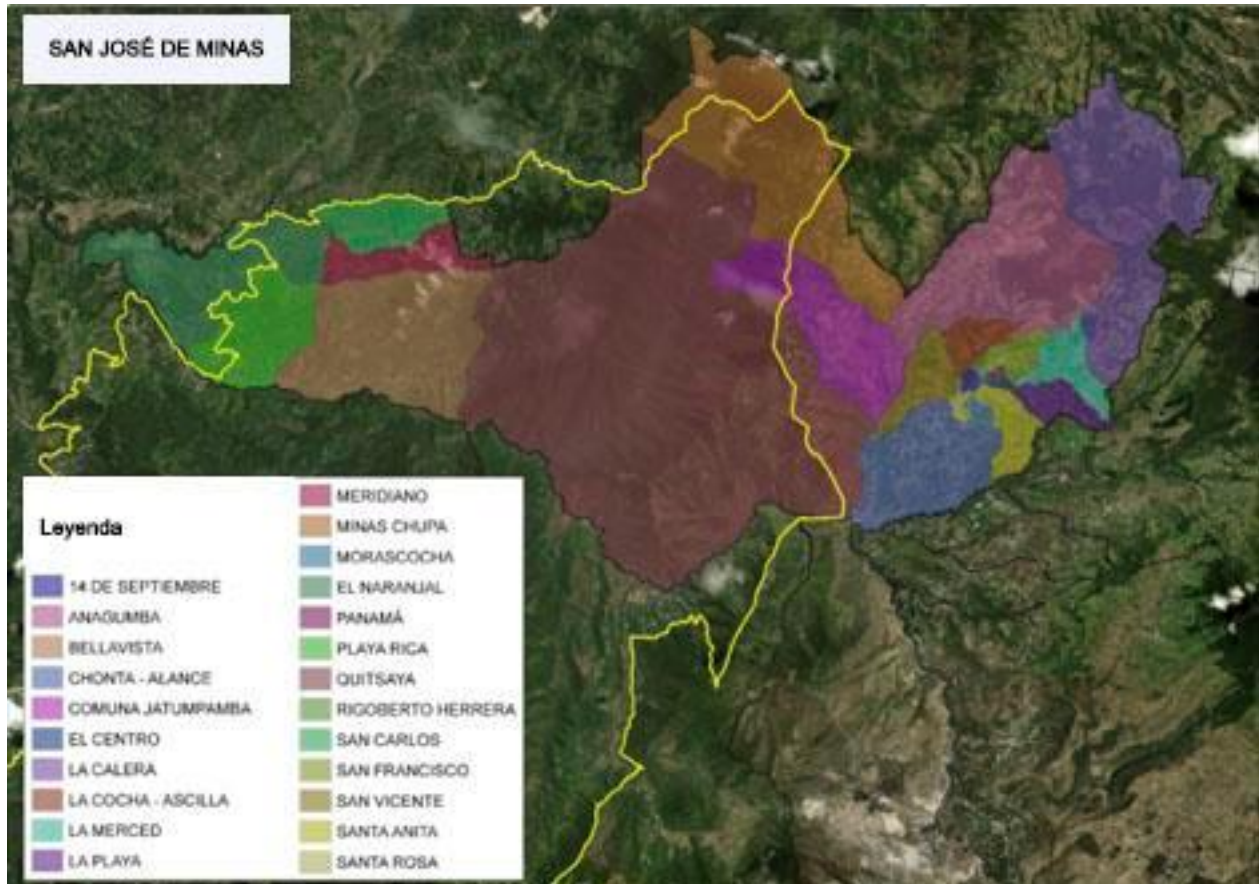 SAN JOSÉ DE MINAS
Leyenda
14 DE SEPTIEMBRE
ANAGUMBA
BELLAVISTA
CHONTA - ALANCE
COMUNA JATUMPAMBA
EL CENTRO
LA CALERA
LA COCHA - ASCILLA
LA MERCED
LA PLAYA
MERIDIANO
MINAS CHUPA
MORASCOCHA
EL NARANJAL
PANAMÁ
PLAYA RICA
QUITSAYA
RIGOBERTO HERRERA
SAN CARLOS
SAN FRANCISCO
SAN VICENTE
SANTA ANITA
SANTA ROSA